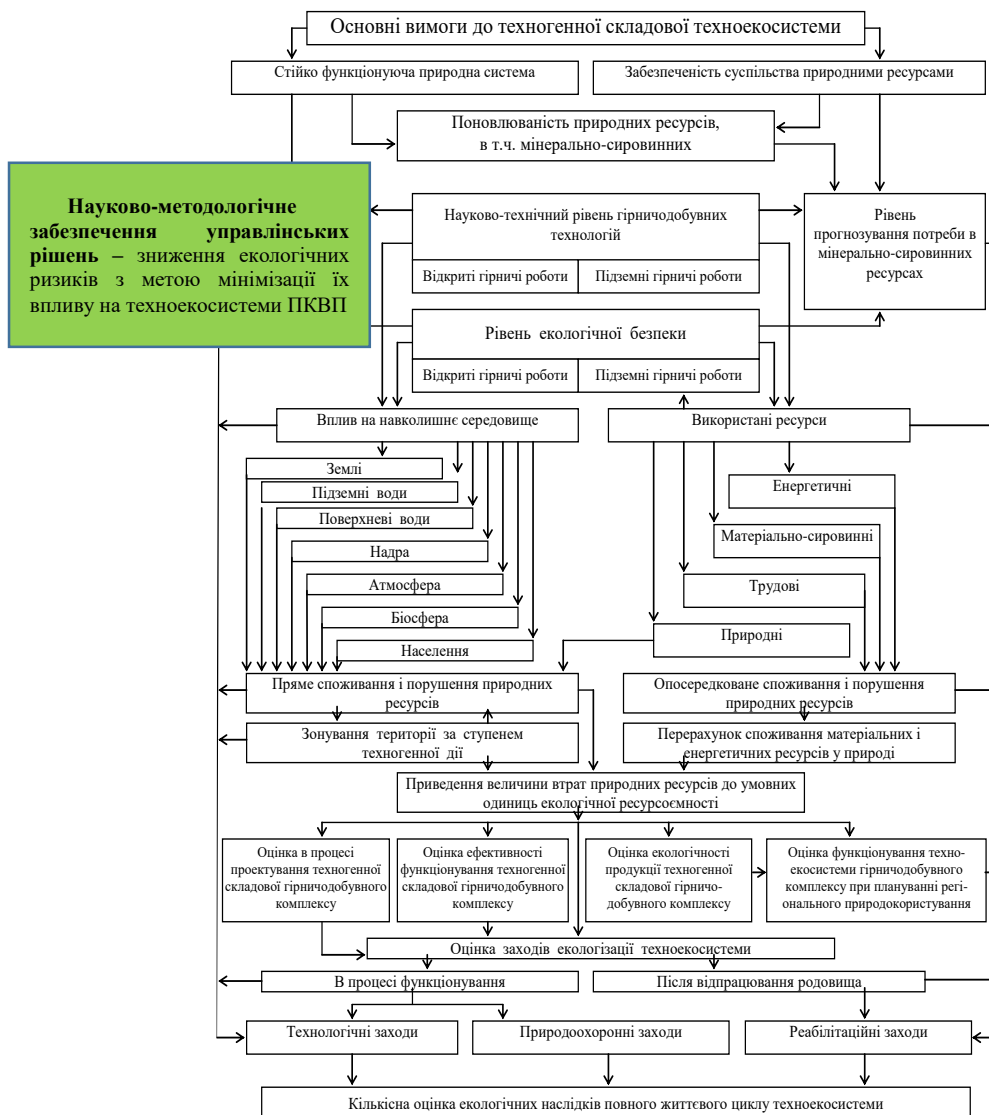 Основні вимоги до техногенної складової техноекосистеми
Стійко функціонуюча природна система
Забезпеченість суспільства природними ресурсами
Поновлюваність природних ресурсів,
в т.ч. мінерально-сировинних
Науково-методологічне
забезпечення управлінських
рішень – зниження екологічних
ризиків з метою мінімізації їх
впливу на техноекосистеми ПКВП
Науково-технічний рівень гірничодобувних
технологій
Відкриті гірничі роботи
Підземні гірничі роботи
Рівень
прогнозування потреби в
мінерально-сировинних
ресурсах
Рівень екологічної безпеки
Відкриті гірничі роботи
Підземні гірничі роботи
Вплив на навколишнє середовище
Використані ресурси
Землі
Підземні води
Поверхневі води
Надра
Атмосфера
Біосфера
Населення
Енергетичні
Матеріально-сировинні
Трудові
Природні
Пряме споживання і порушення природних
ресурсів
Опосередковане споживання і порушення
природних ресурсів
Зонування території за ступенем
техногенної дії
Перерахунок споживання матеріальних і
енергетичних ресурсів у природі
Приведення величини втрат природних ресурсів до умовних
одиниць екологічної ресурсоємності
Оцінка в процесі
проектування техногенної
складової гірничодобувного
комплексу
Оцінка ефективності
функціонування техногенної
складової гірничодобувного
комплексу
Оцінка екологічності
продукції техногенної
складової гірничо-
добувного комплексу
Оцінка функціонування техно-
екосистеми гірничодобувного
комплексу при плануванні регі-
онального природокористування
Оцінка заходів екологізації техноекосистеми
В процесі функціонування
Після відпрацювання родовища
Технологічні заходи
Природоохоронні заходи
Реабілітаційні заходи
Кількісна оцінка екологічних наслідків повного життєвого циклу техноекосистеми